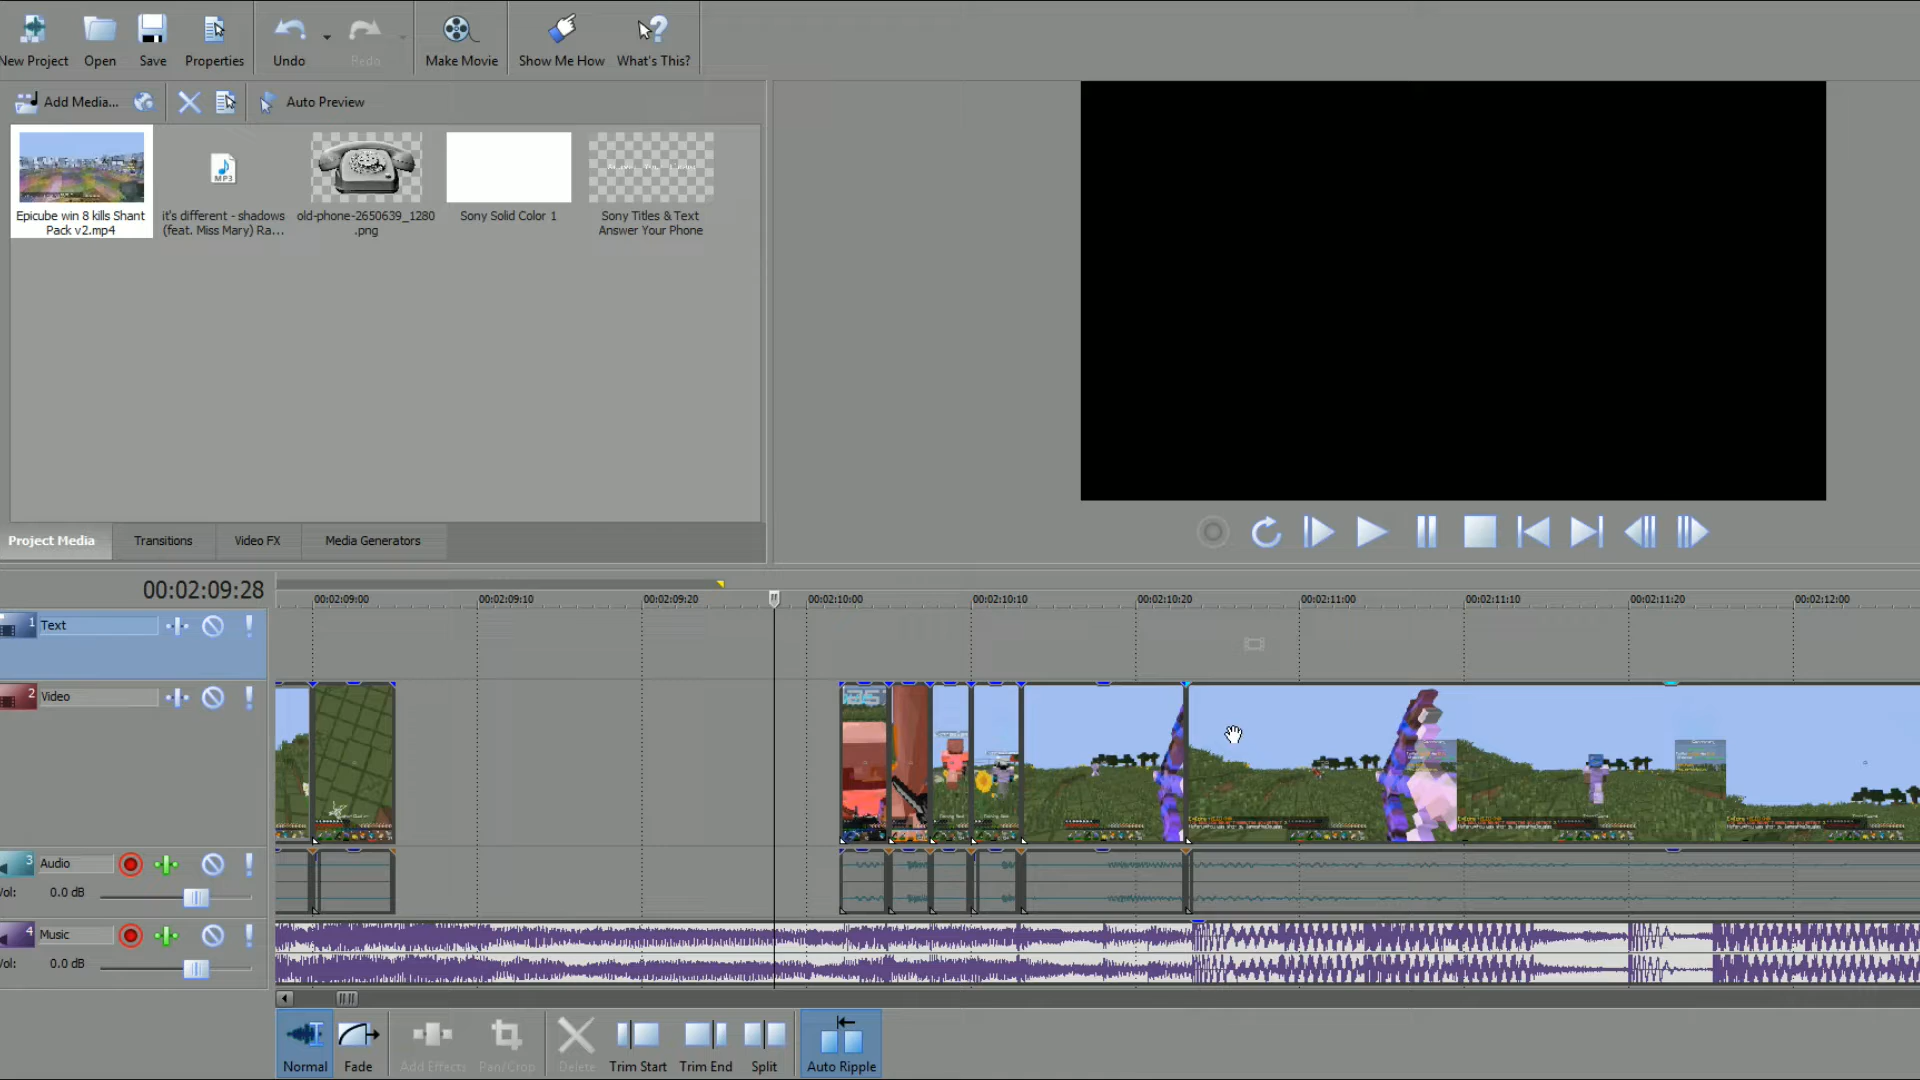 New Project
Open
Save
Properties
Undo
Redo
Make Movie
Show Me How
What's This?
Add Media...
Auto Preview
MP3
Epicube win 8 kills Shant
Pack v2.mp4
it's different - shadows
(feat. Miss Mary) Ra...
old-phone-2650639_1280
.png
Sony Solid Color 1
Sony Titles & Text
Answer Your Phone
Project Media
Transitions
Video FX
Media Generators
00:02:09:28
00:02:09:00
00:02:09:10
00:02:09:20
00:02:10:00
00:02:10:10
00:02:10:20
00:02:11:00
00:02:11:10
00:02:11:20
00:02:12:00
1
Text
2
Video
3
Audio
Vol:
0.0 dB
4
Music
Vol:
0.0 dB
Normal
Fade
Add Effects
Pan/Crop
Delete
Trim Start
Trim End
Split
Auto Ripple